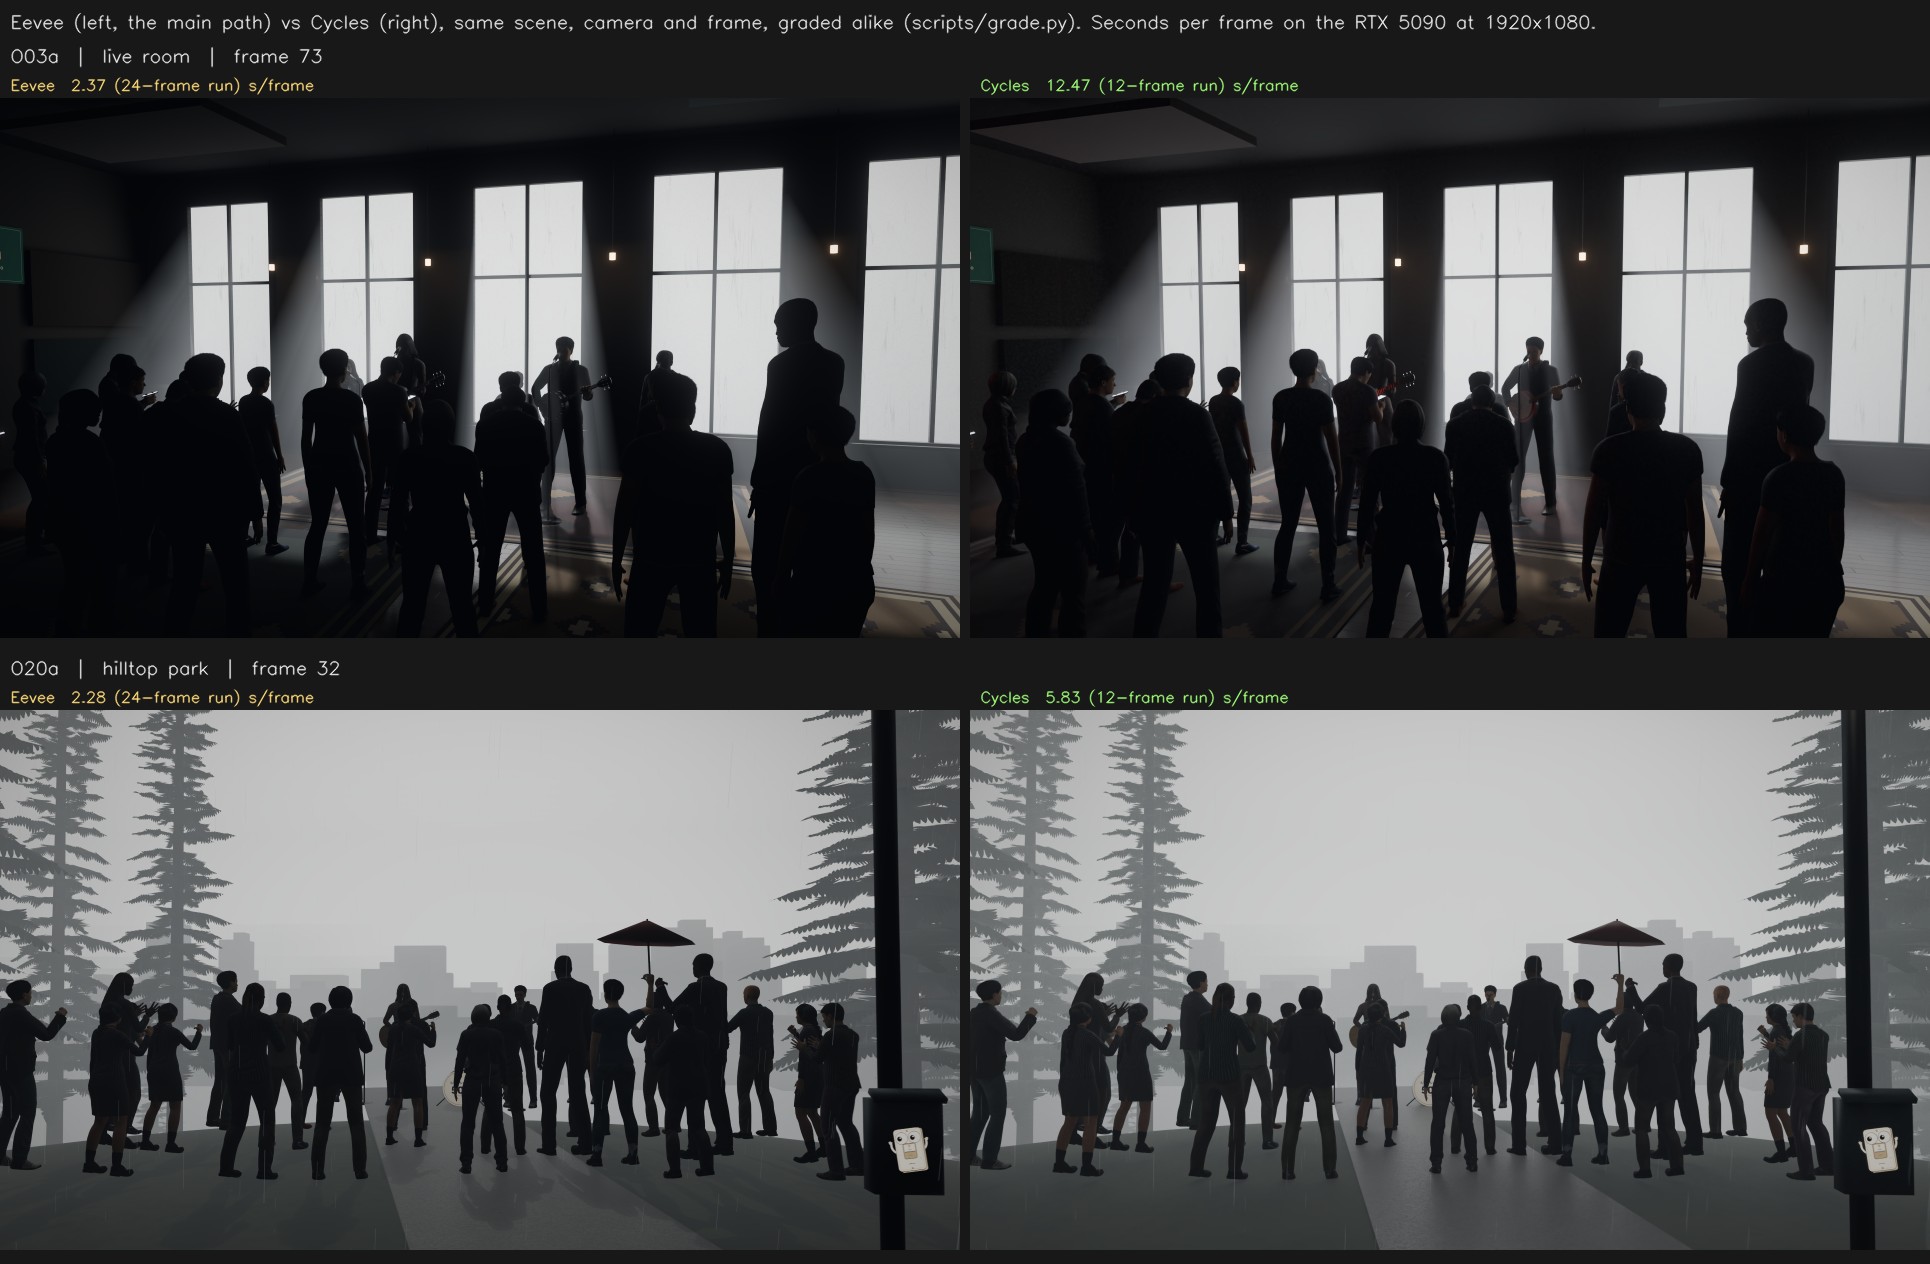 Eevee (left, the main path) vs Cycles (right), same scene, camera and frame, graded alike (scripts/grade.py). Seconds per frame on the RTX 5090 at 1920x1080.
003a | live room | frame 73
Eevee 2.37 (24-frame run) s/frame
Cycles 12.47 (12-frame run) s/frame
020a | hilltop park | frame 32
Eevee 2.28 (24-frame run) s/frame
Cycles 5.83 (12-frame run) s/frame